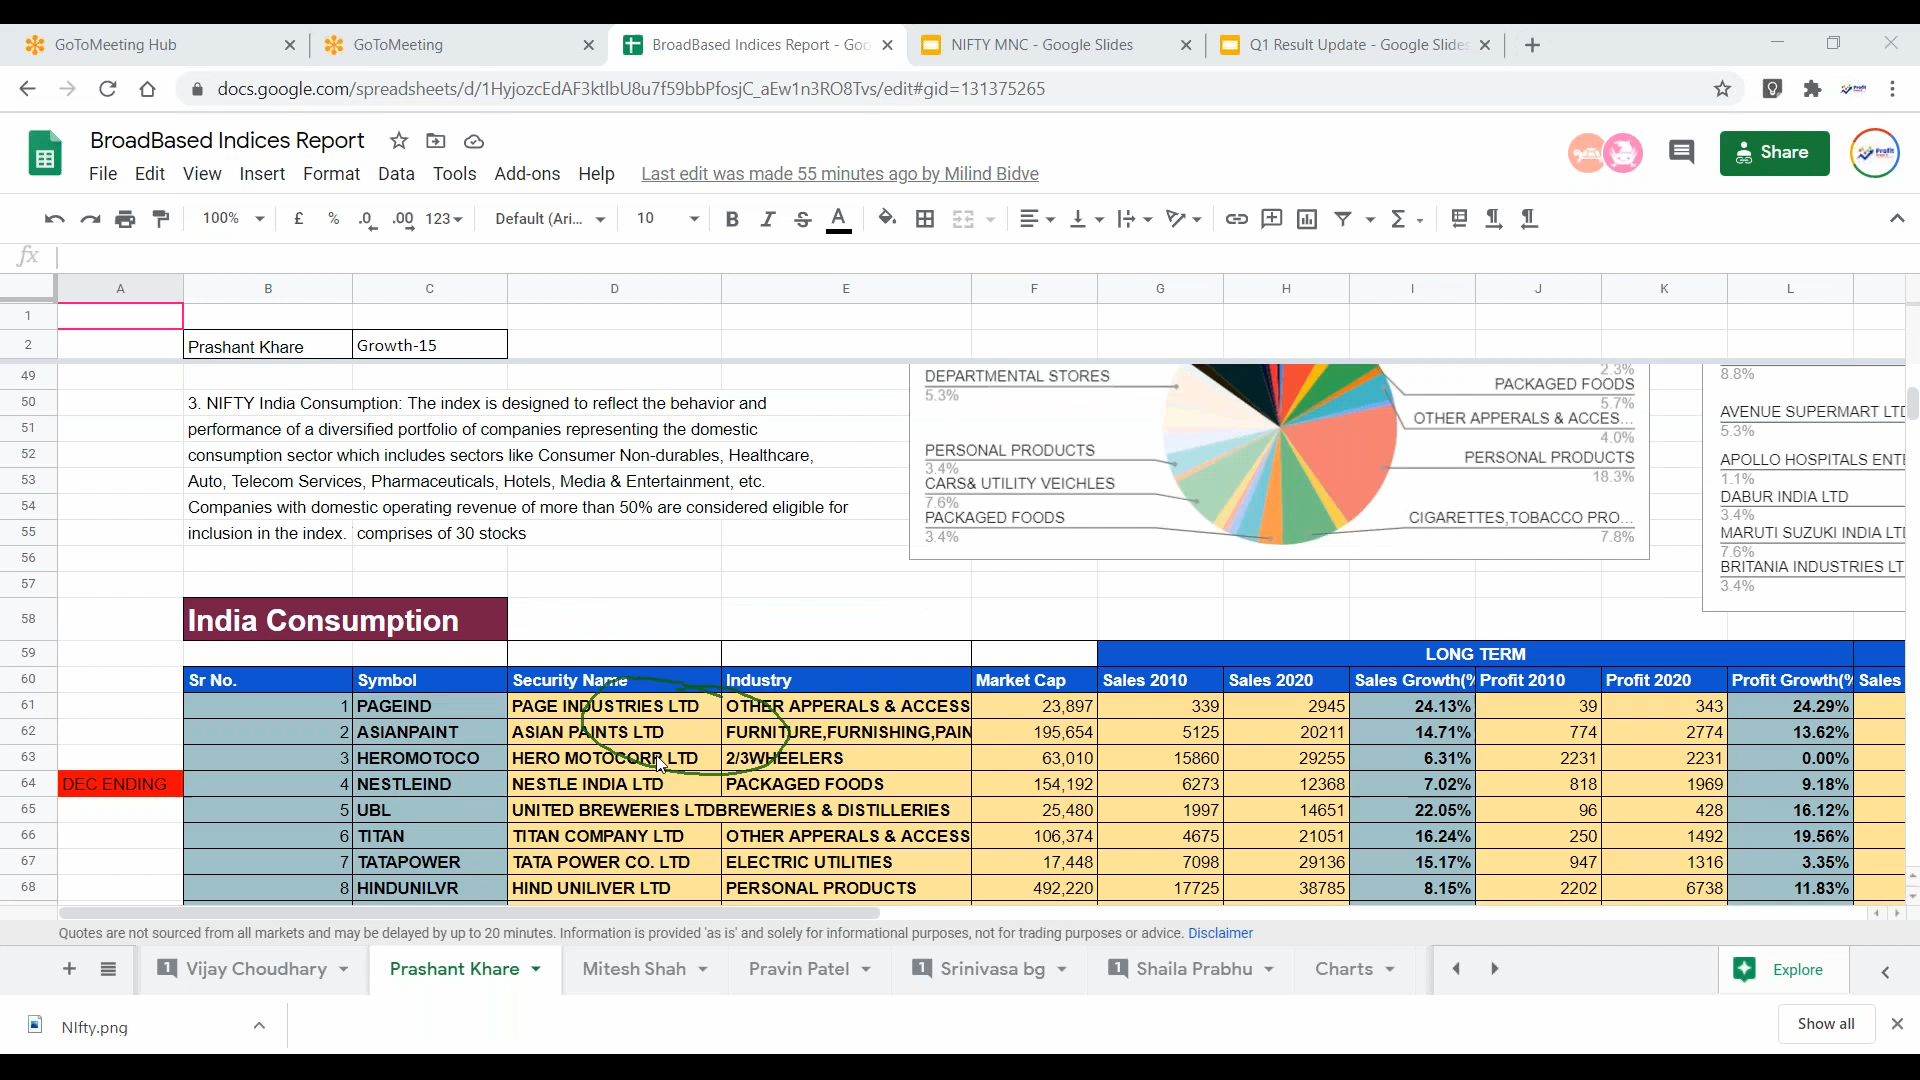 GoToMeeting Hub
GoToMeeting
BroadBased Indices Report - Goo
NIFTY MNC - Google Slides
Q1 Result Update - Google Slides
docs.google.com/spreadsheets/d/1HyjozcEdAF3ktlbU8u7f59bbPfosjC_aEw1n3RO8Tvs/edit#gid=131375265
BroadBased Indices Report
Share
File Edit View Insert Format Data Tools Add-ons Help Last edit was made 55 minutes ago by Milind Bidve
100% £ % .0 .00 123 Default (Ari... 10 B I S A
fx
A B C D E F G H I J K L
1
2 Prashant Khare Growth-15
49
50 3. NIFTY India Consumption: The index is designed to reflect the behavior and
51 performance of a diversified portfolio of companies representing the domestic
52 consumption sector which includes sectors like Consumer Non-durables, Healthcare,
53 Auto, Telecom Services, Pharmaceuticals, Hotels, Media & Entertainment, etc.
54 Companies with domestic operating revenue of more than 50% are considered eligible for
55 inclusion in the index. comprises of 30 stocks
56
57
DEPARTMENTAL STORES
5.3%
PERSONAL PRODUCTS
3.4%
CARS& UTILITY VEICHLES
7.6%
PACKAGED FOODS
3.4%
2.3%
PACKAGED FOODS
5.7%
OTHER APPERALS & ACCES...
4.0%
PERSONAL PRODUCTS
18.3%
CIGARETTES,TOBACCO PRO...
7.8%
8.8%
AVENUE SUPERMART LTD
5.3%
APOLLO HOSPITALS ENTE
1.1%
DABUR INDIA LTD
3.4%
MARUTI SUZUKI INDIA LTI
7.6%
BRITANIA INDUSTRIES LT
3.4%
58 India Consumption
59 LONG TERM
60 Sr No. Symbol Security Name Industry Market Cap Sales 2010 Sales 2020 Sales Growth(% Profit 2010 Profit 2020 Profit Growth(% Sales
61 1 PAGEIND PAGE INDUSTRIES LTD OTHER APPERALS & ACCESS 23,897 339 2945 24.13% 39 343 24.29%
62 2 ASIANPAINT ASIAN PAINTS LTD FURNITURE,FURNISHING,PAIN 195,654 5125 20211 14.71% 774 2774 13.62%
63 3 HEROMOTOCO HERO MOTOCORP LTD 2/3WHEELERS 63,010 15860 29255 6.31% 2231 2231 0.00%
64 DEC ENDING 4 NESTLEIND NESTLE INDIA LTD PACKAGED FOODS 154,192 6273 12368 7.02% 818 1969 9.18%
65 5 UBL UNITED BREWERIES LTD BREWERIES & DISTILLERIES 25,480 1997 14651 22.05% 96 428 16.12%
66 6 TITAN TITAN COMPANY LTD OTHER APPERALS & ACCESS 106,374 4675 21051 16.24% 250 1492 19.56%
67 7 TATAPOWER TATA POWER CO. LTD ELECTRIC UTILITIES 17,448 7098 29136 15.17% 947 1316 3.35%
68 8 HINDUNILVR HIND UNILIVER LTD PERSONAL PRODUCTS 492,220 17725 38785 8.15% 2202 6738 11.83%
Quotes are not sourced from all markets and may be delayed by up to 20 minutes. Information is provided 'as is' and solely for informational purposes, not for trading purposes or advice. Disclaimer
1 Vijay Choudhary Prashant Khare Mitesh Shah Pravin Patel 1 Srinivasa bg 1 Shaila Prabhu Charts Explore
NIfty.png
Show all